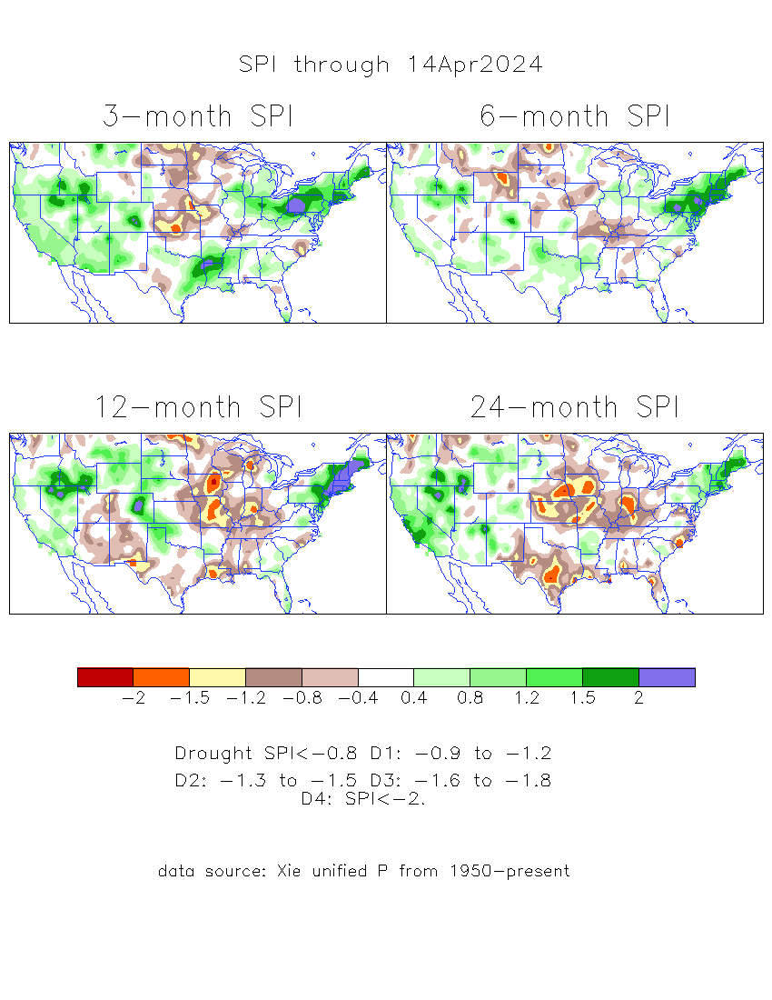 SPI through 14Apr2024
3-month SPI
6-month SPI
12-month SPI
24-month SPI
-2 -1.5 -1.2 -0.8 -0.4 0.4 0.8 1.2 1.5 2
Drought SPI<-0.8 D1: -0.9 to -1.2
D2: -1.3 to -1.5 D3: -1.6 to -1.8
D4: SPI<-2.
data source: Xie unified P from 1950-present